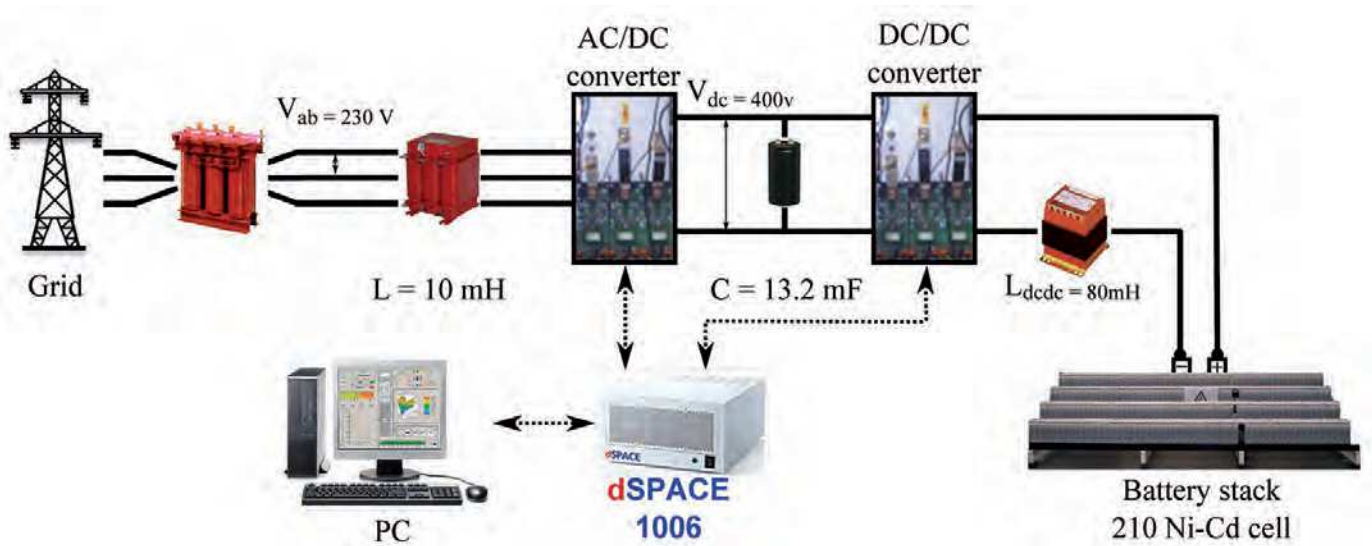 AC/DC
converter
DC/DC
converter
V_ab = 230 V
V_dc = 400v
Grid
L = 10 mH
C = 13.2 mF
L_dcdc = 80mH
dSPACE
dSPACE
1006
PC
Battery stack
210 Ni-Cd cell